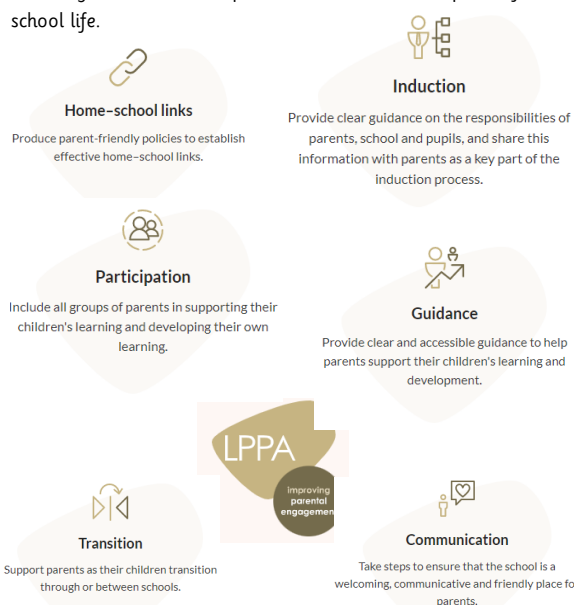 school life.
Home–school links
Produce parent-friendly policies to establish
effective home–school links.
Induction
Provide clear guidance on the responsibilities of
parents, school and pupils, and share this
information with parents as a key part of the
induction process.
Participation
Include all groups of parents in supporting their
children's learning and developing their own
learning.
Guidance
Provide clear and accessible guidance to help
parents support their children's learning and
development.
LPPA
improving
parental
engagemen
Transition
Support parents as their children transition
through or between schools.
Communication
Take steps to ensure that the school is a
welcoming, communicative and friendly place fo
parents.